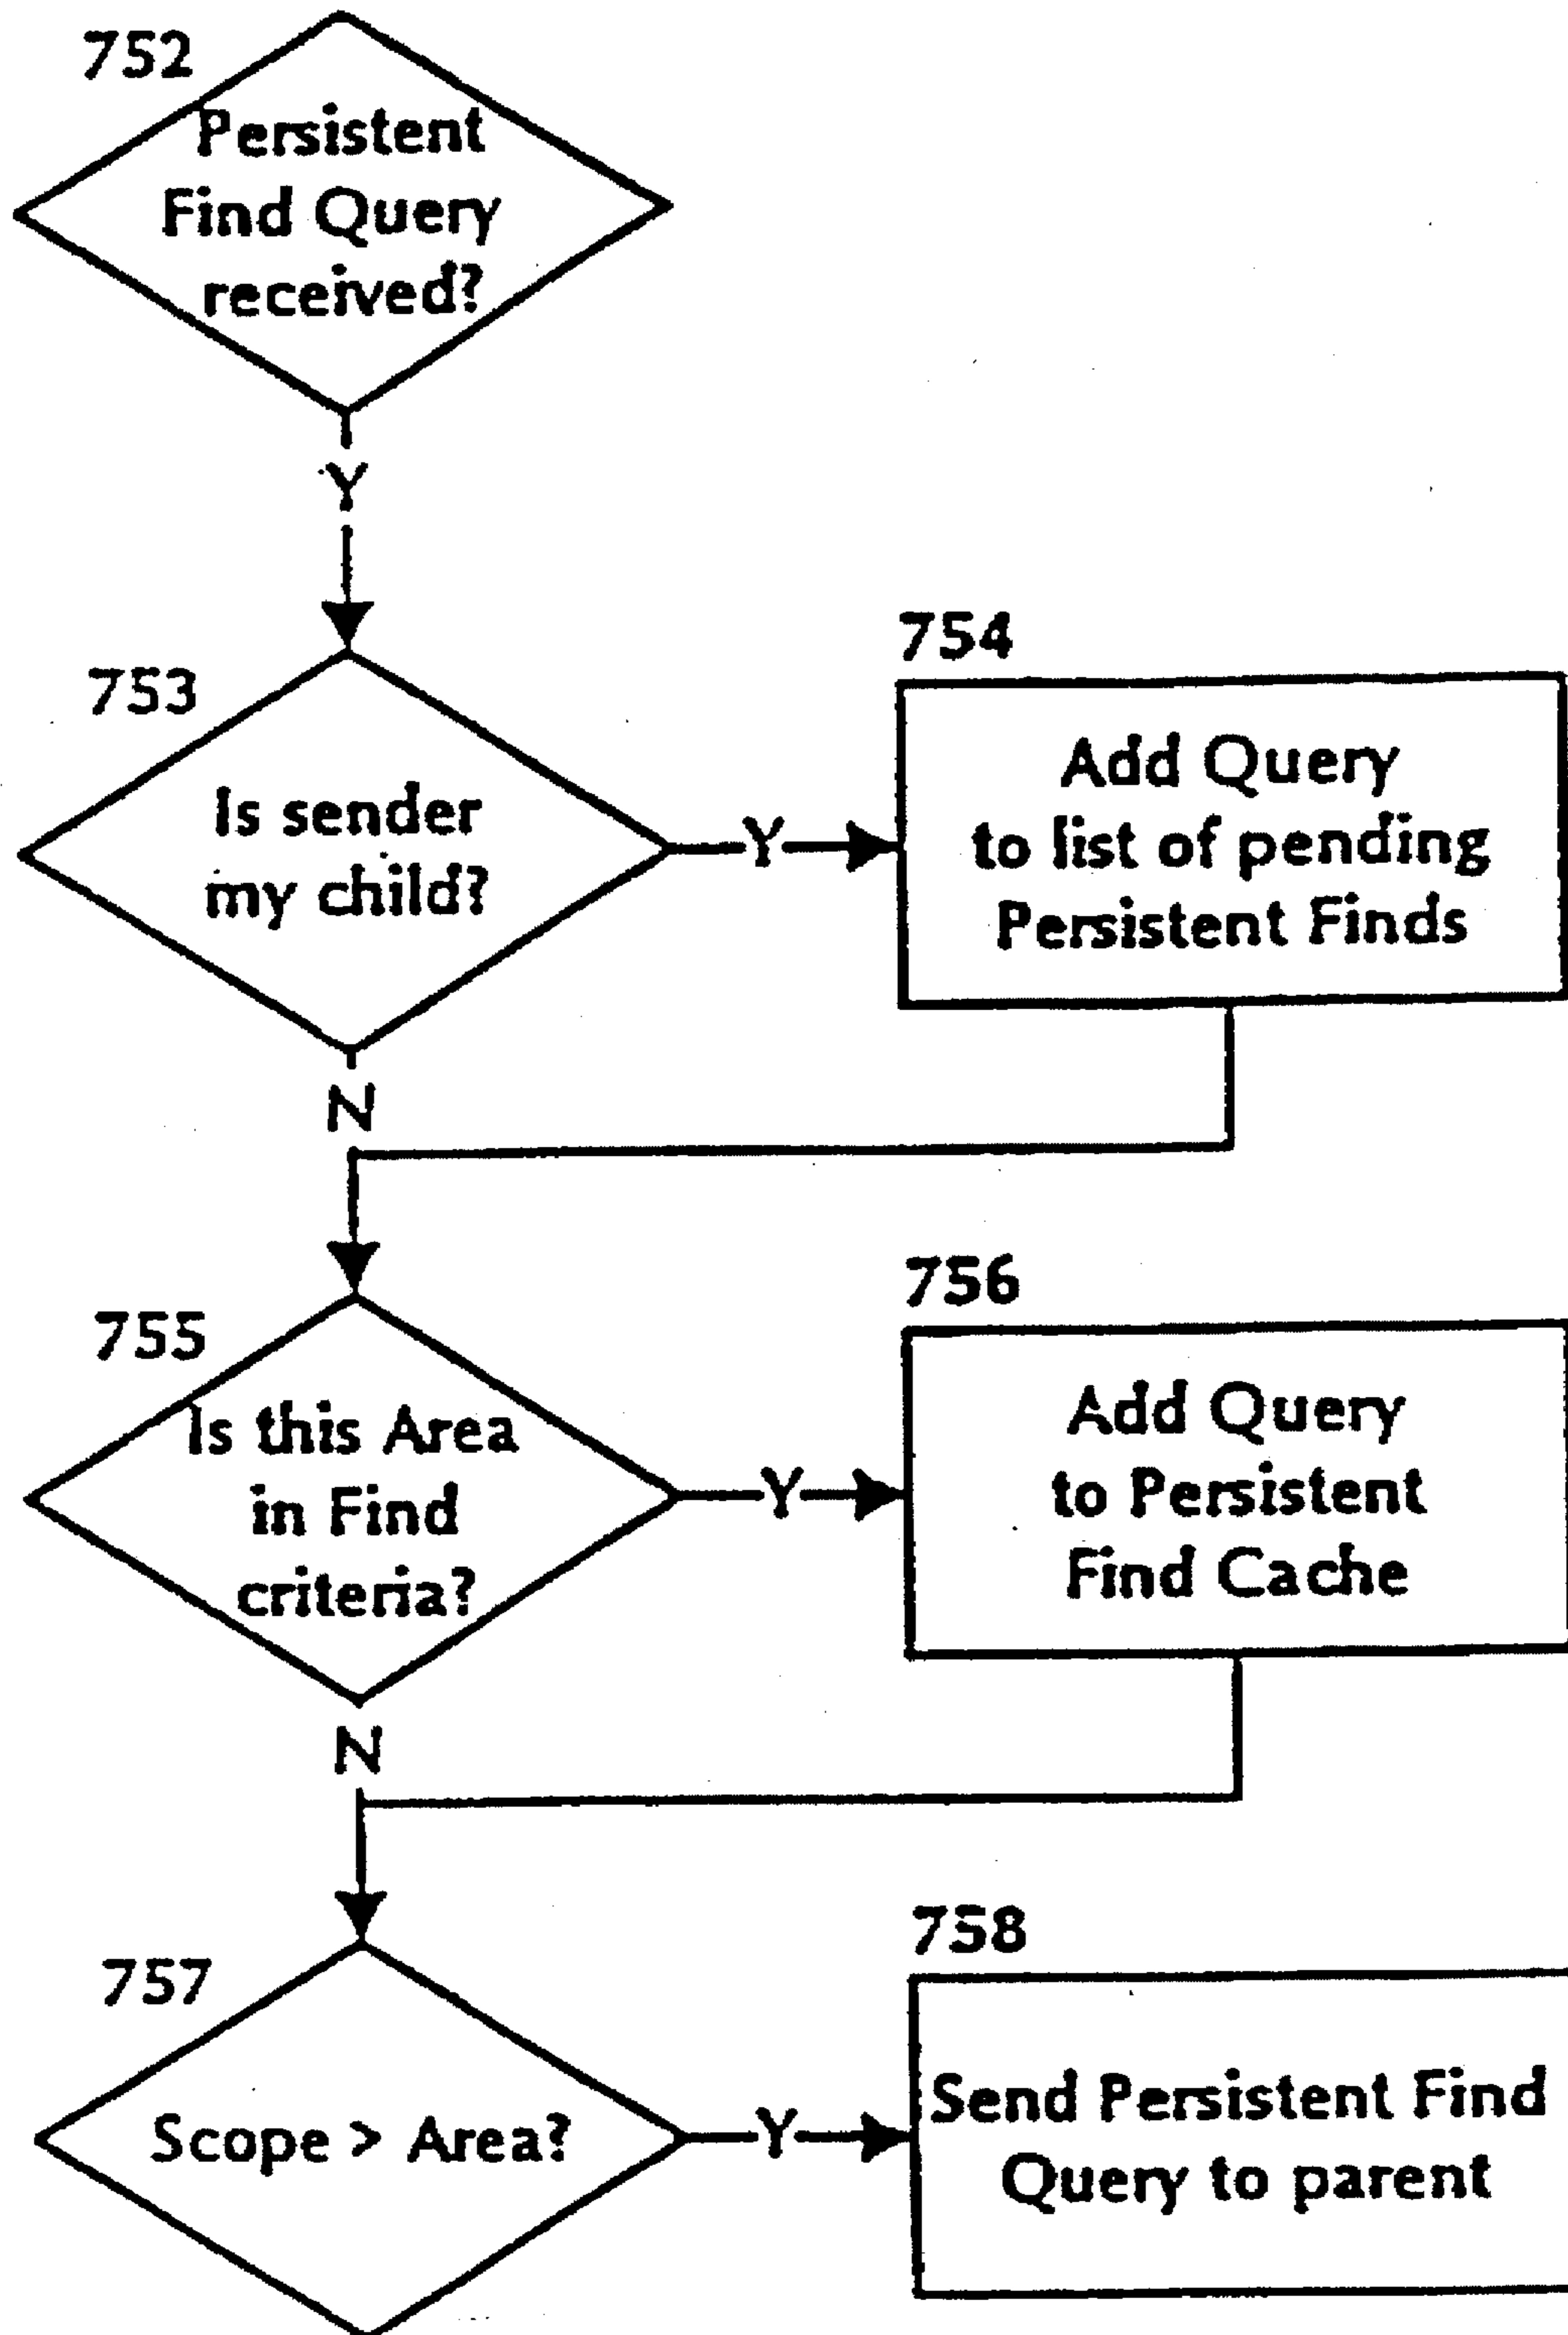 752
Persistent
Find Query
received?
Y
753
Is sender
my child?
Y
N
754
Add Query
to list of pending
Persistent Finds
755
Is this Area
in Find
criteria?
Y
N
756
Add Query
to Persistent
Find Cache
757
Scope > Area?
Y
758
Send Persistent Find
Query to parent